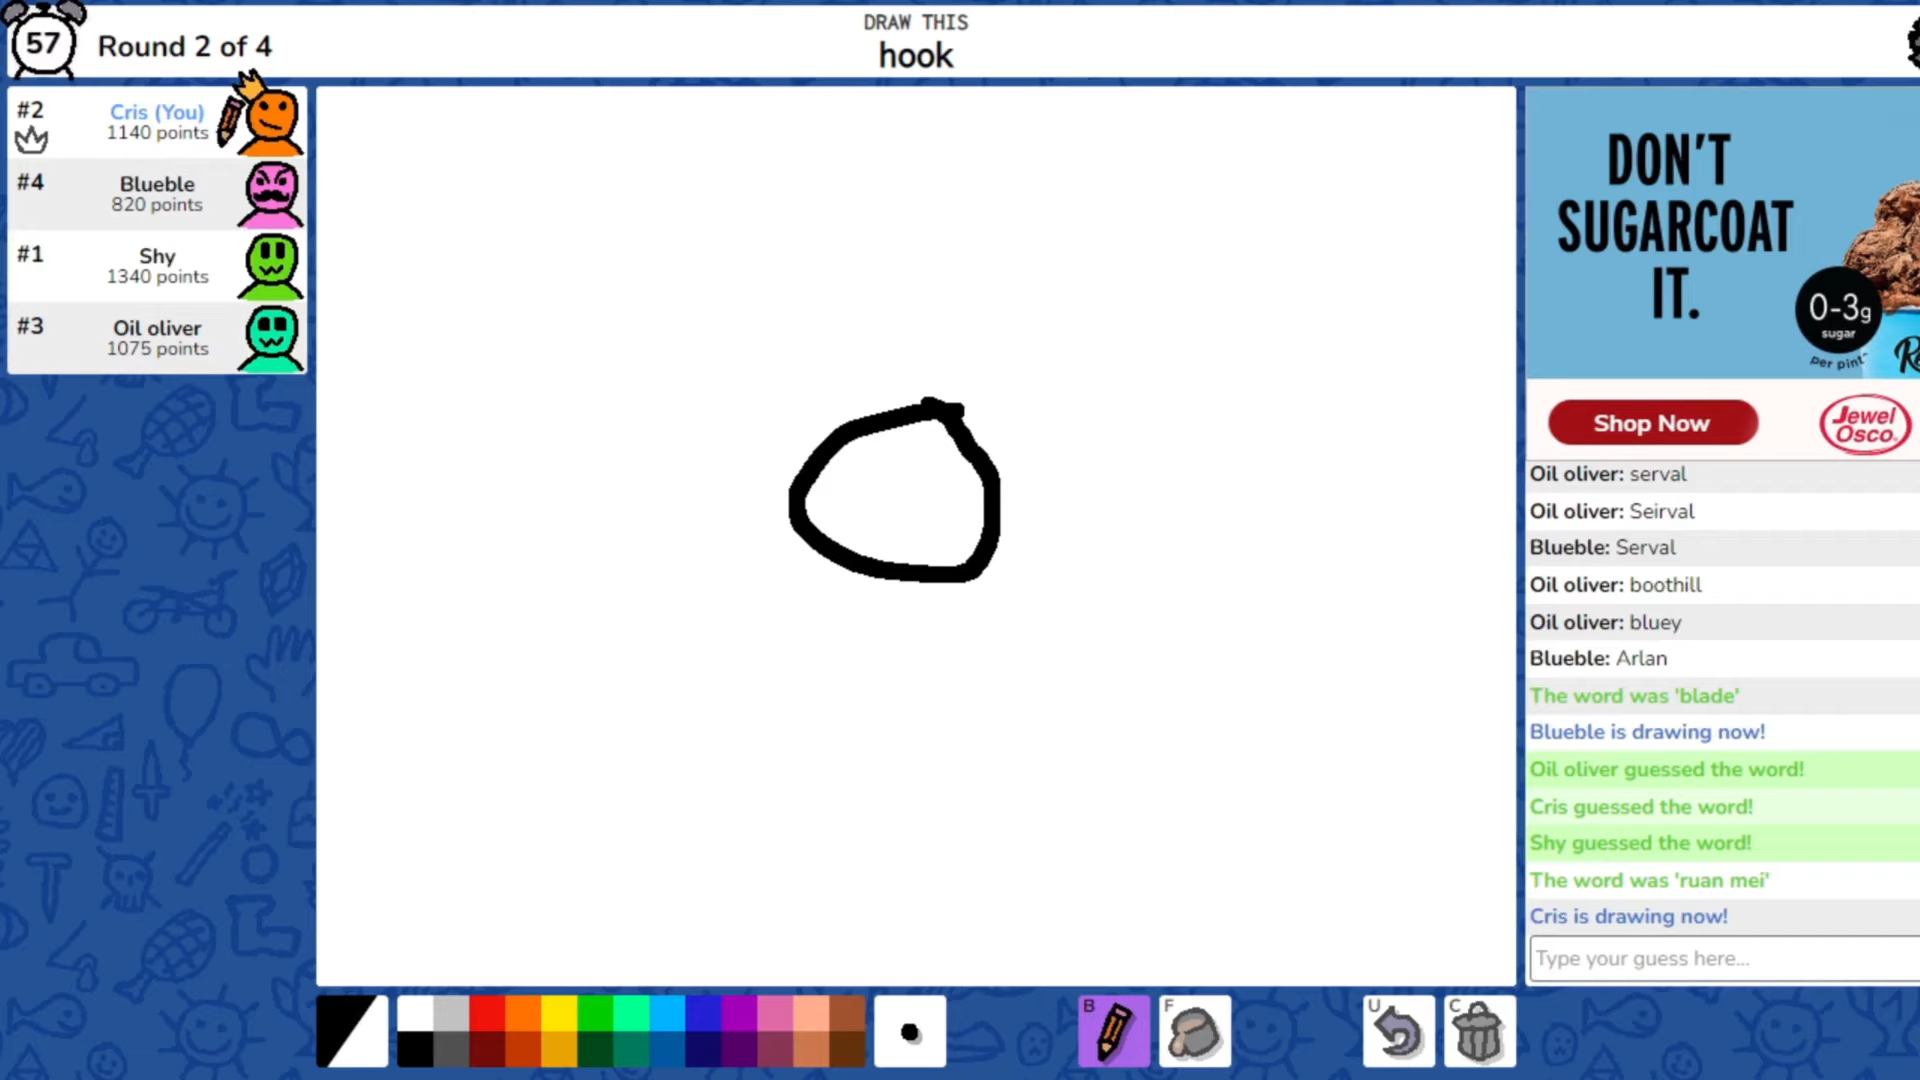 57
Round 2 of 4
DRAW THIS
hook
#2
Cris (You)
1140 points
#4
Blueble
820 points
#1
Shy
1340 points
#3
Oil oliver
1075 points
DON'T
SUGARCOAT
IT.
0-3g
sugar
per pint
Shop Now
Jewel
Osco
Oil oliver: serval
Oil oliver: Seirval
Blueble: Serval
Oil oliver: boothill
Oil oliver: bluey
Blueble: Arlan
The word was 'blade'
Blueble is drawing now!
Oil oliver guessed the word!
Cris guessed the word!
Shy guessed the word!
The word was 'ruan mei'
Cris is drawing now!
Type your guess here...
B
F
U
C